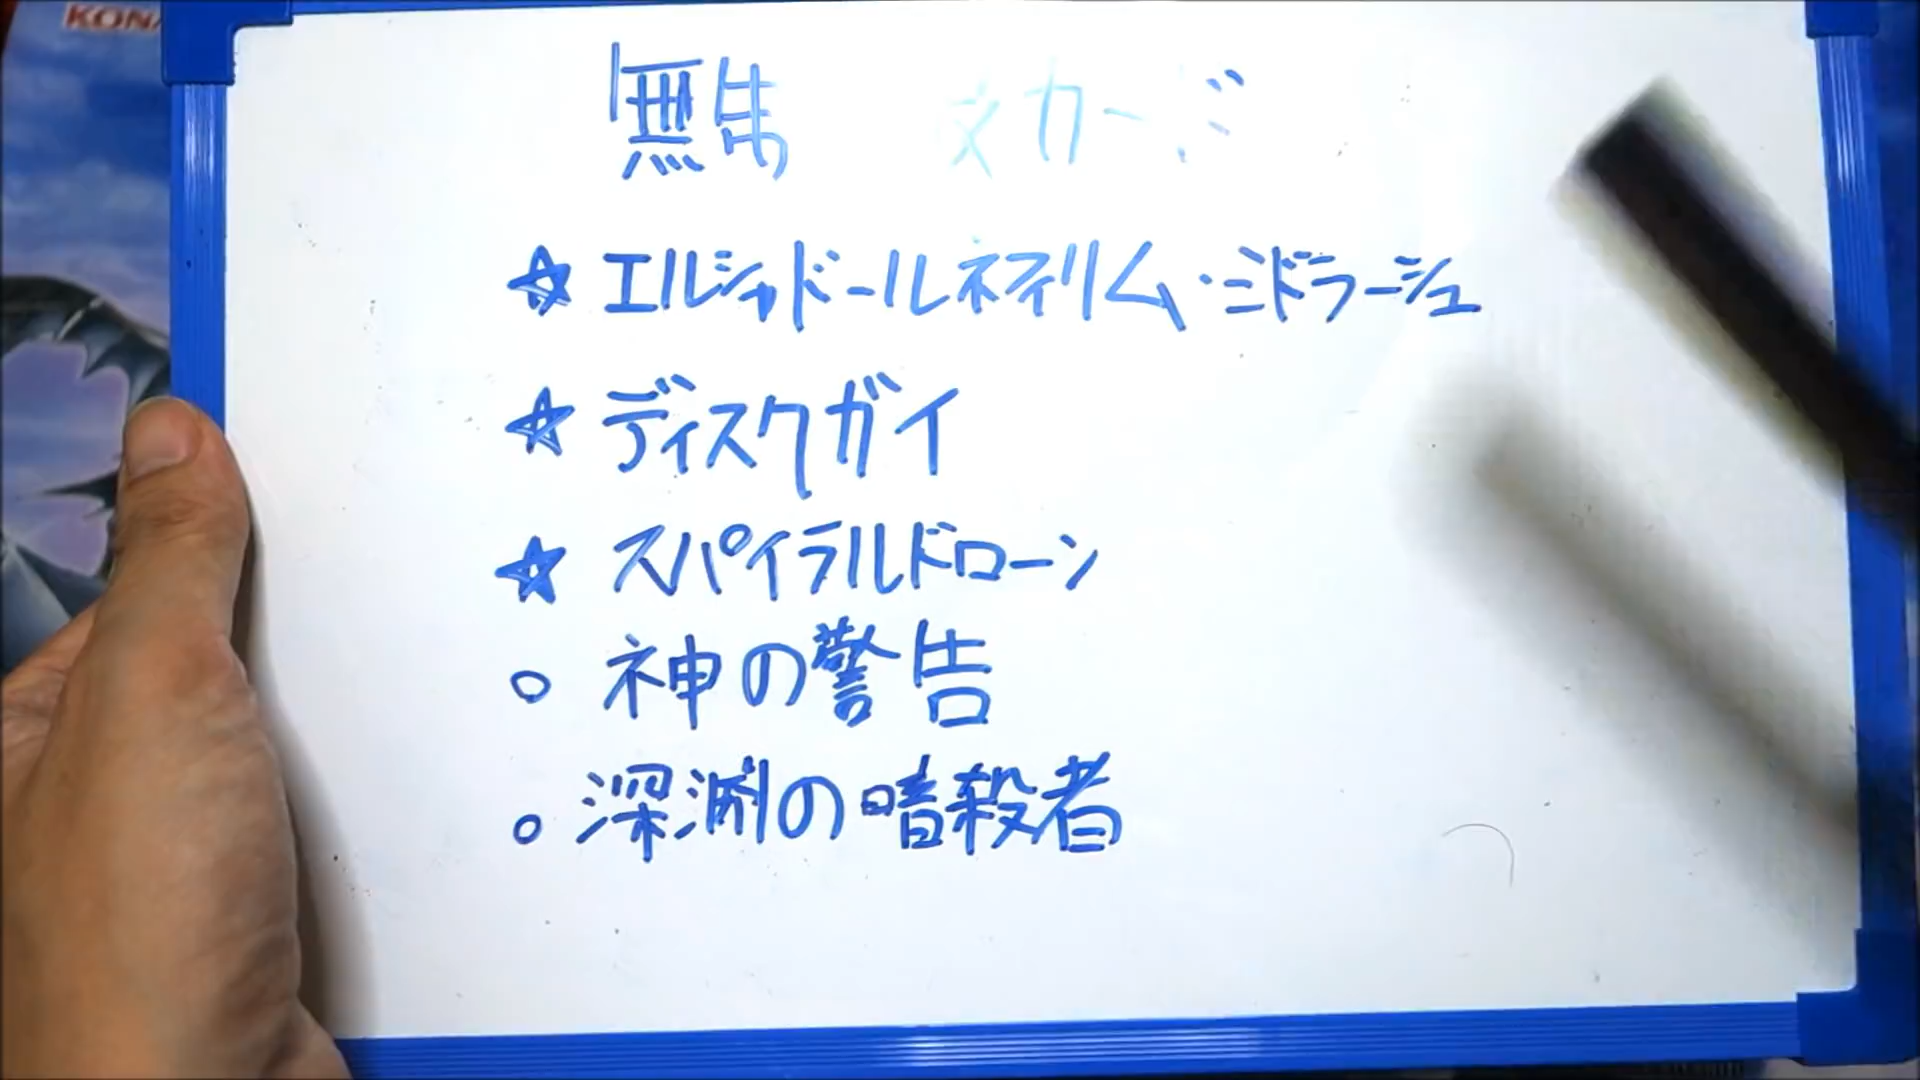 KON
無制 カード
☆ エルシャドールネフィリム・ミドラーシュ
☆ ディスクガイ
☆ スパイラルドローン
○ 神の警告
○ 深淵の暗殺者